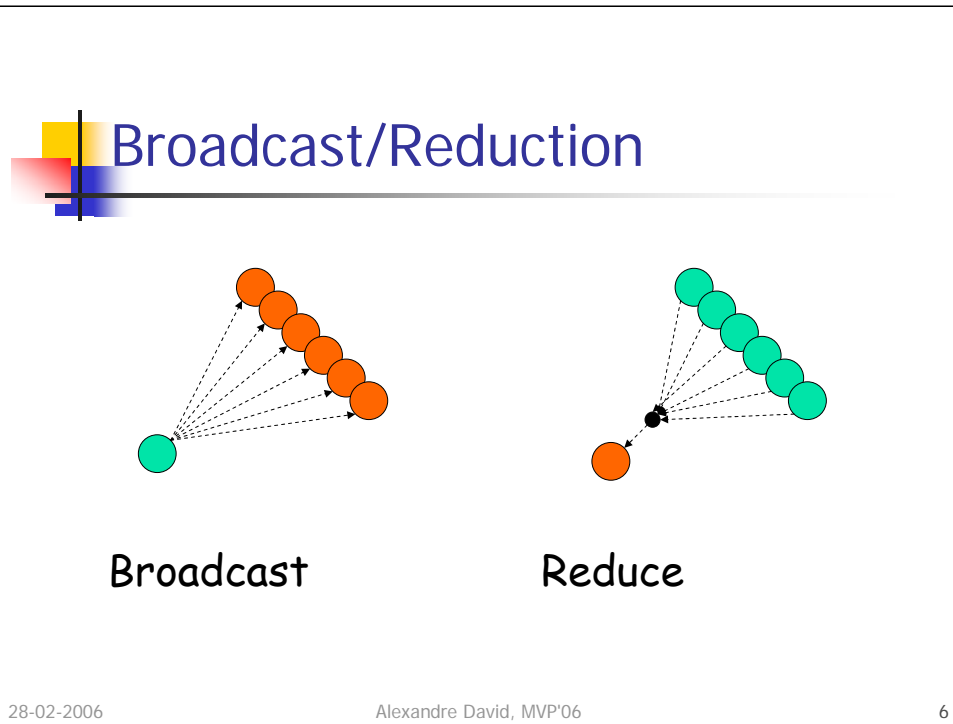 Broadcast/Reduction
Broadcast
Reduce
28-02-2006
Alexandre David, MVP'06
6